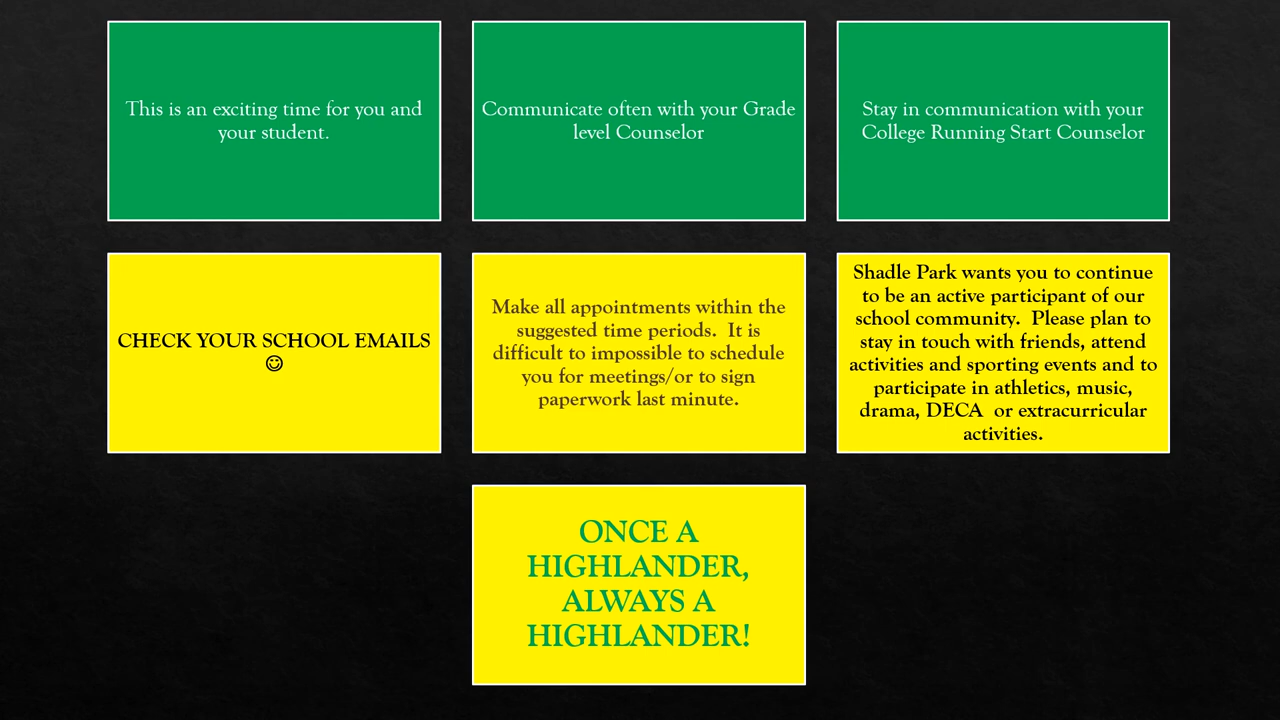 This is an exciting time for you and
your student.
Communicate often with your Grade
level Counselor
Stay in communication with your
College Running Start Counselor
CHECK YOUR SCHOOL EMAILS
☺
Make all appointments within the
suggested time periods.  It is
difficult to impossible to schedule
you for meetings/or to sign
paperwork last minute.
Shadle Park wants you to continue
to be an active participant of our
school community.  Please plan to
stay in touch with friends, attend
activities and sporting events and to
participate in athletics, music,
drama, DECA  or extracurricular
activities.
ONCE A
HIGHLANDER,
ALWAYS A
HIGHLANDER!